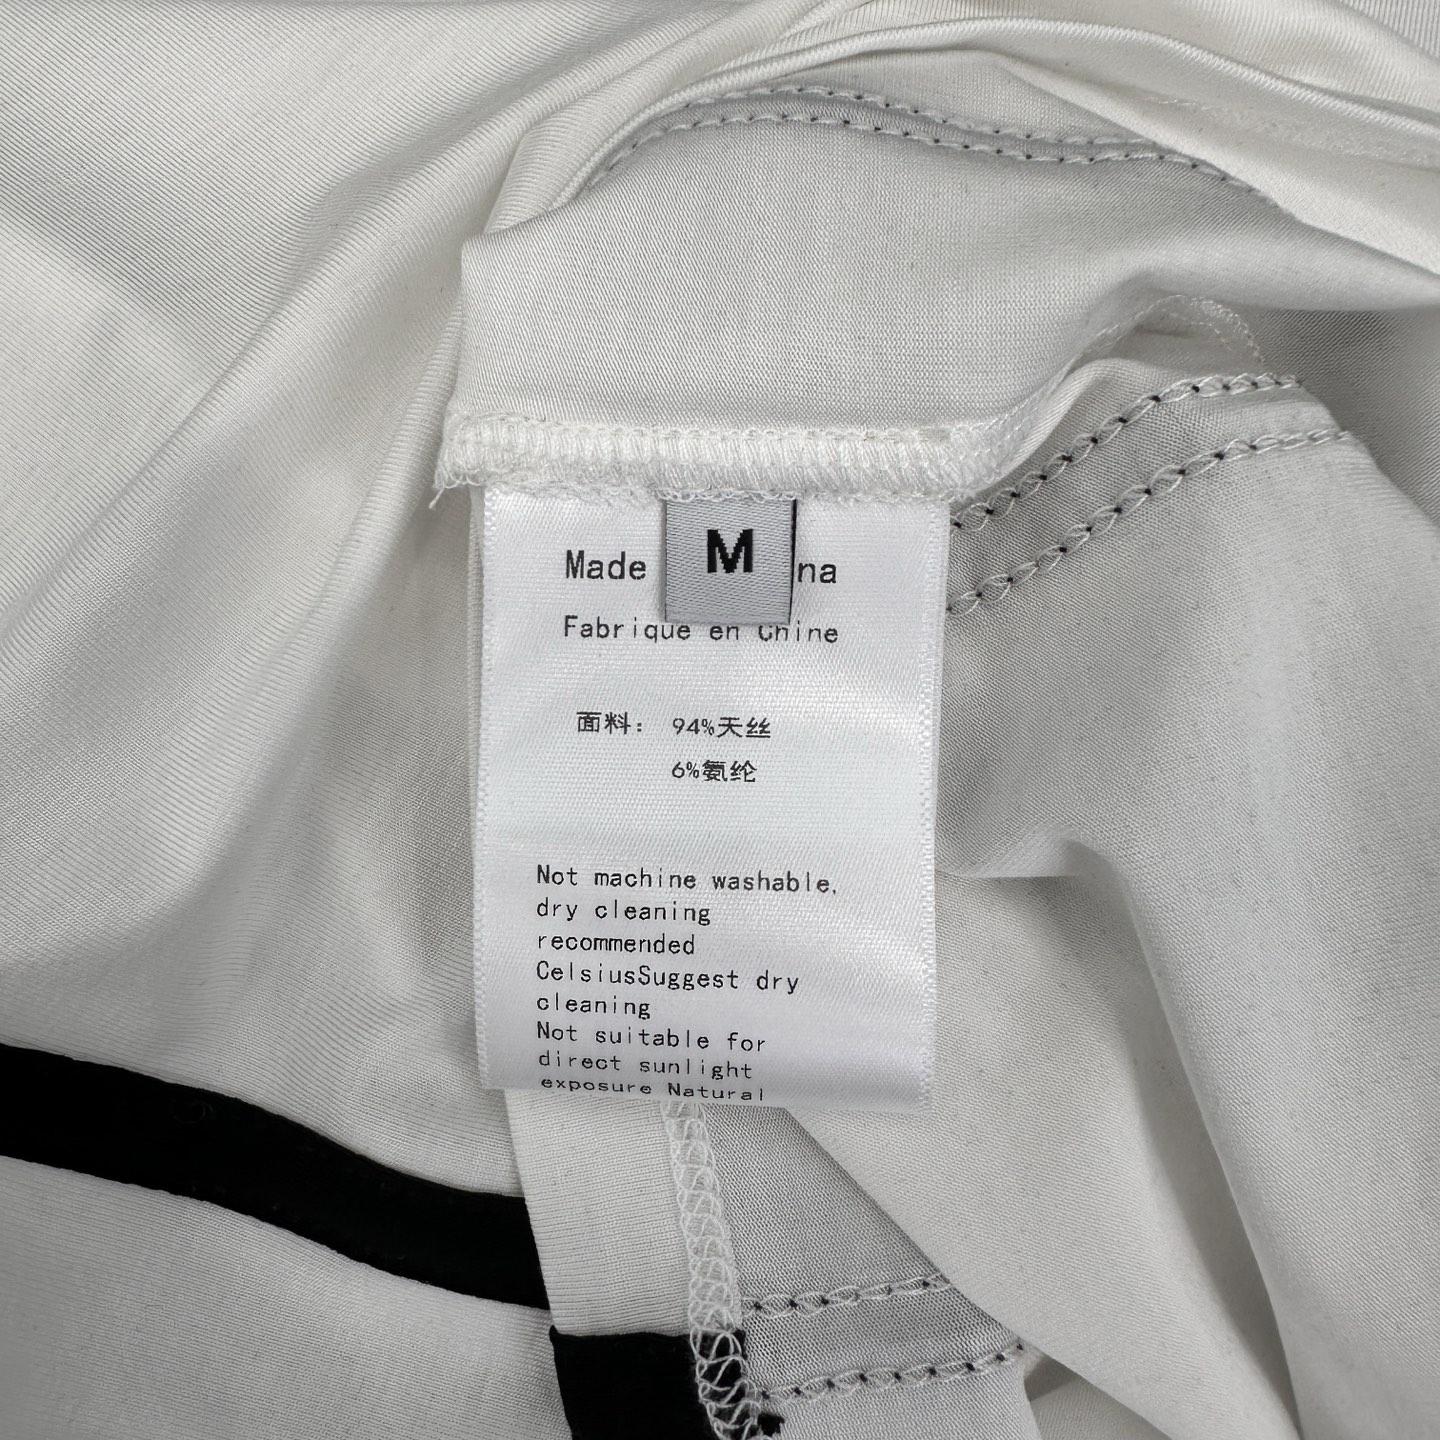 M
Made na
Fabrique en Chine
面料： 94%天丝
6%氨纶
Not machine washable,
dry cleaning
recommended
CelsiusSuggest dry
cleaning
Not suitable for
direct sunlight
exposure Natural